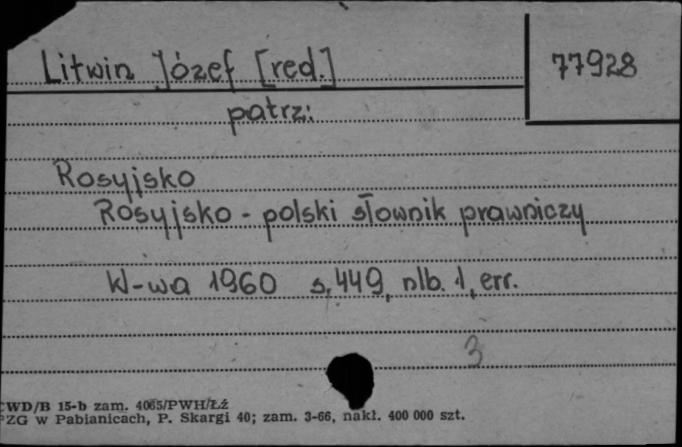 Litwin Józef [red.]
77928
patrz:
Rosyjsko
Rosyjsko - polski słownik prawniczy
W-wa 1960 s. 449, nlb. 1, err.
3
CWD/B 15-b zam. 4065/PWH/Łź
PZG w Pabianicach, P. Skargi 40; zam. 3-66, nakł. 400 000 szt.